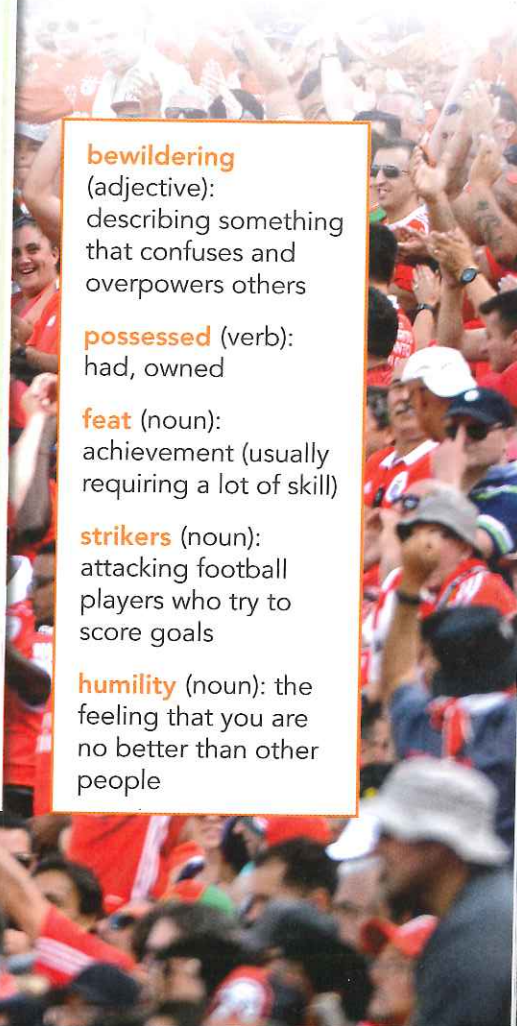 bewildering
(adjective):
describing something
that confuses and
overpowers others
possessed (verb):
had, owned
feat (noun):
achievement (usually
requiring a lot of skill)
strikers (noun):
attacking football
players who try to
score goals
humility (noun): the
feeling that you are
no better than other
people